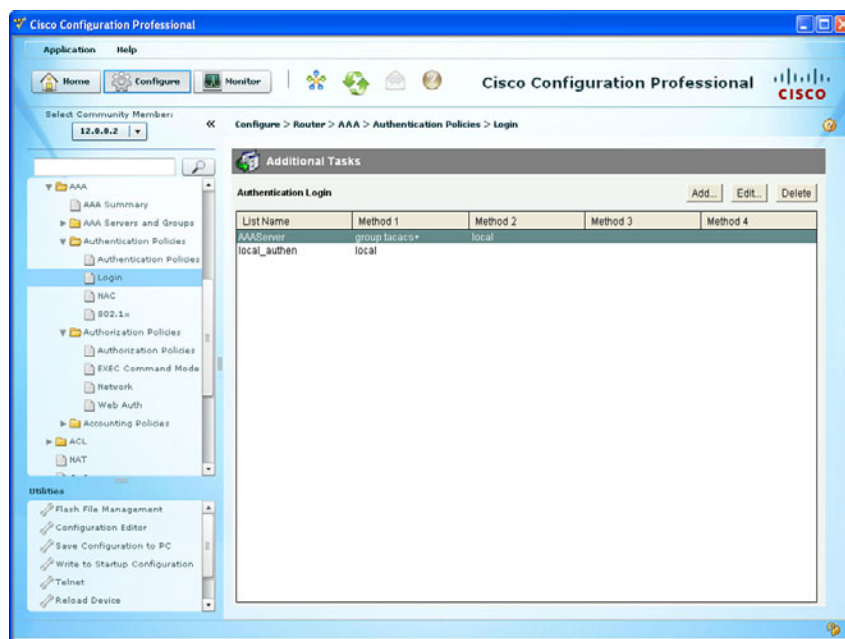 Cisco Configuration Professional
Application Help
Home Configure Monitor Cisco Configuration Professional CISCO
Select Community Member:
12.0.0.2
Configure > Router > AAA > Authentication Policies > Login
Additional Tasks
Authentication Login Add... Edit... Delete
List Name Method 1 Method 2 Method 3 Method 4
AAAServer group tacacs+ local
local_authen local
AAA
AAA Summary
AAA Servers and Groups
Authentication Policies
Authentication Policies
Login
NAC
802.1x
Authorization Policies
Authorization Policies
EXEC Command Mode
Network
Web Auth
Accounting Policies
ACL
NAT
Utilities
Flash File Management
Configuration Editor
Save Configuration to PC
Write to Startup Configuration
Telnet
Reload Device